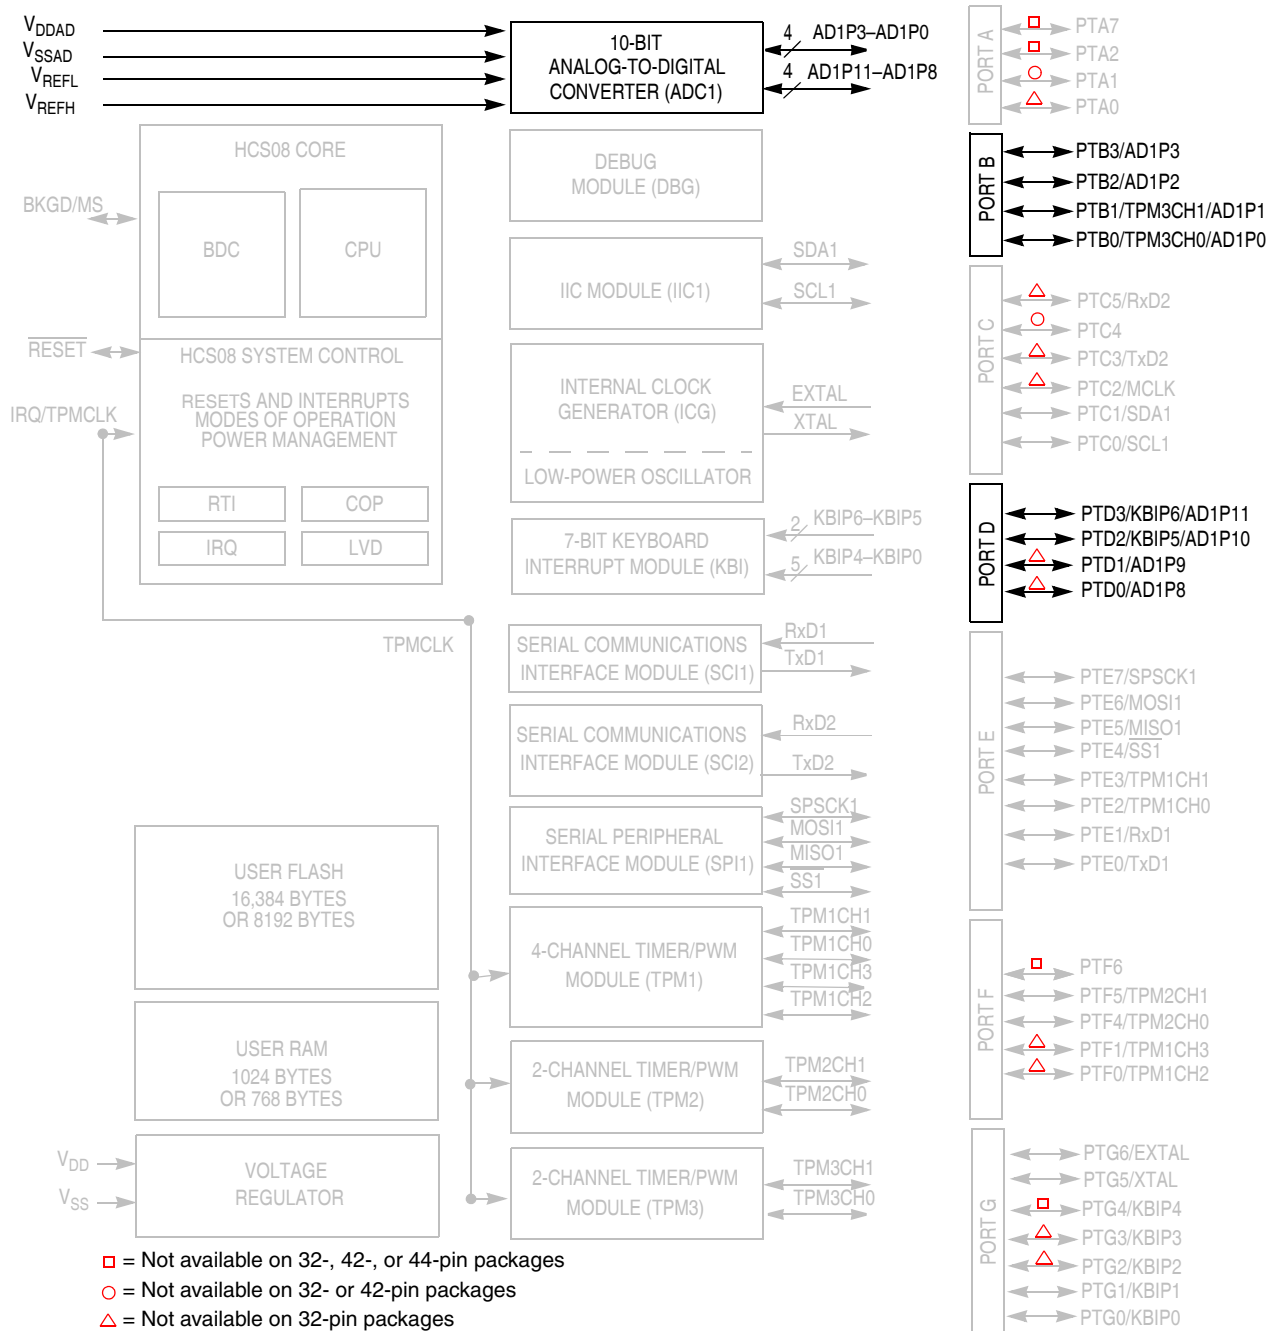 VDDAD
VSSAD
VREFL
VREFH
10-BIT
ANALOG-TO-DIGITAL
CONVERTER (ADC1)
4 AD1P3–AD1P0
4 AD1P11–AD1P8
HCS08 CORE
BDC
CPU
BKGD/MS
RESET
HCS08 SYSTEM CONTROL
RESETS AND INTERRUPTS
MODES OF OPERATION
POWER MANAGEMENT
IRQ/TPMCLK
RTI
COP
IRQ
LVD
TPMCLK
USER FLASH
16,384 BYTES
OR 8192 BYTES
USER RAM
1024 BYTES
OR 768 BYTES
VDD
VSS
VOLTAGE
REGULATOR
DEBUG
MODULE (DBG)
IIC MODULE (IIC1)
SDA1
SCL1
INTERNAL CLOCK
GENERATOR (ICG)
LOW-POWER OSCILLATOR
EXTAL
XTAL
7-BIT KEYBOARD
INTERRUPT MODULE (KBI)
2 KBIP6–KBIP5
5 KBIP4–KBIP0
SERIAL COMMUNICATIONS
INTERFACE MODULE (SCI1)
RxD1
TxD1
SERIAL COMMUNICATIONS
INTERFACE MODULE (SCI2)
RxD2
TxD2
SERIAL PERIPHERAL
INTERFACE MODULE (SPI1)
SPSCK1
MOSI1
MISO1
SS1
4-CHANNEL TIMER/PWM
MODULE (TPM1)
TPM1CH1
TPM1CH0
TPM1CH3
TPM1CH2
2-CHANNEL TIMER/PWM
MODULE (TPM2)
TPM2CH1
TPM2CH0
2-CHANNEL TIMER/PWM
MODULE (TPM3)
TPM3CH1
TPM3CH0
PORT A
PTA7
PTA2
PTA1
PTA0
PORT B
PTB3/AD1P3
PTB2/AD1P2
PTB1/TPM3CH1/AD1P1
PTB0/TPM3CH0/AD1P0
PORT C
PTC5/RxD2
PTC4
PTC3/TxD2
PTC2/MCLK
PTC1/SDA1
PTC0/SCL1
PORT D
PTD3/KBIP6/AD1P11
PTD2/KBIP5/AD1P10
PTD1/AD1P9
PTD0/AD1P8
PORT E
PTE7/SPSCK1
PTE6/MOSI1
PTE5/MISO1
PTE4/SS1
PTE3/TPM1CH1
PTE2/TPM1CH0
PTE1/RxD1
PTE0/TxD1
PORT F
PTF6
PTF5/TPM2CH1
PTF4/TPM2CH0
PTF1/TPM1CH3
PTF0/TPM1CH2
PORT G
PTG6/EXTAL
PTG5/XTAL
PTG4/KBIP4
PTG3/KBIP3
PTG2/KBIP2
PTG1/KBIP1
PTG0/KBIP0
= Not available on 32-, 42-, or 44-pin packages
= Not available on 32- or 42-pin packages
= Not available on 32-pin packages